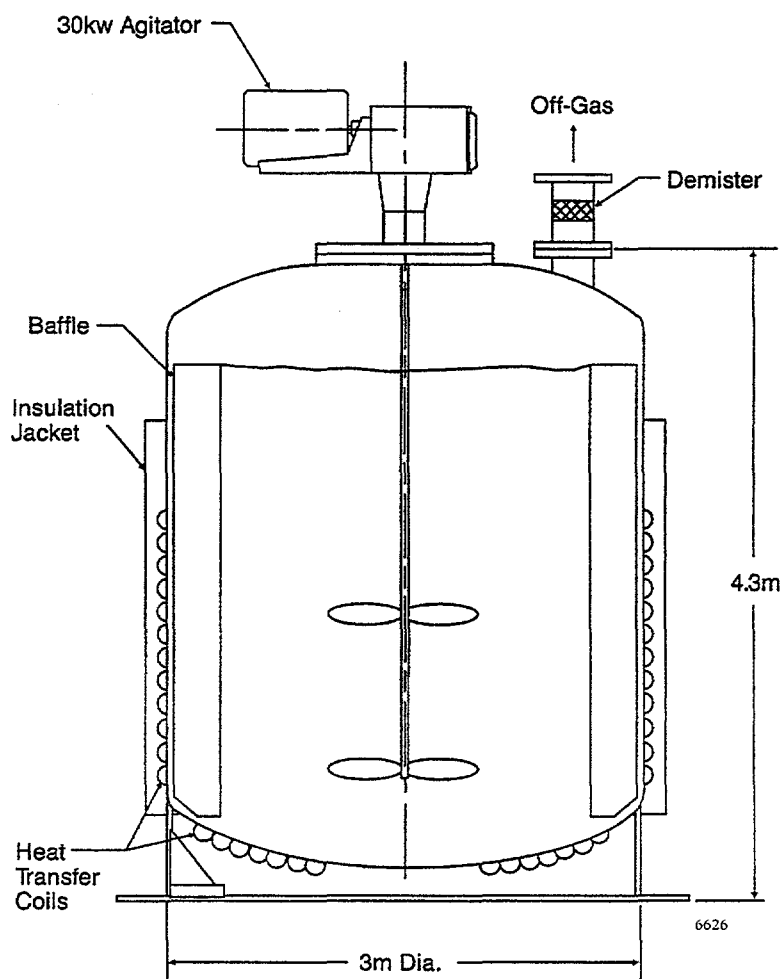 30kw Agitator
Off-Gas
Demister
Baffle
Insulation
Jacket
4.3m
Heat
Transfer
Coils
6626
3m Dia.